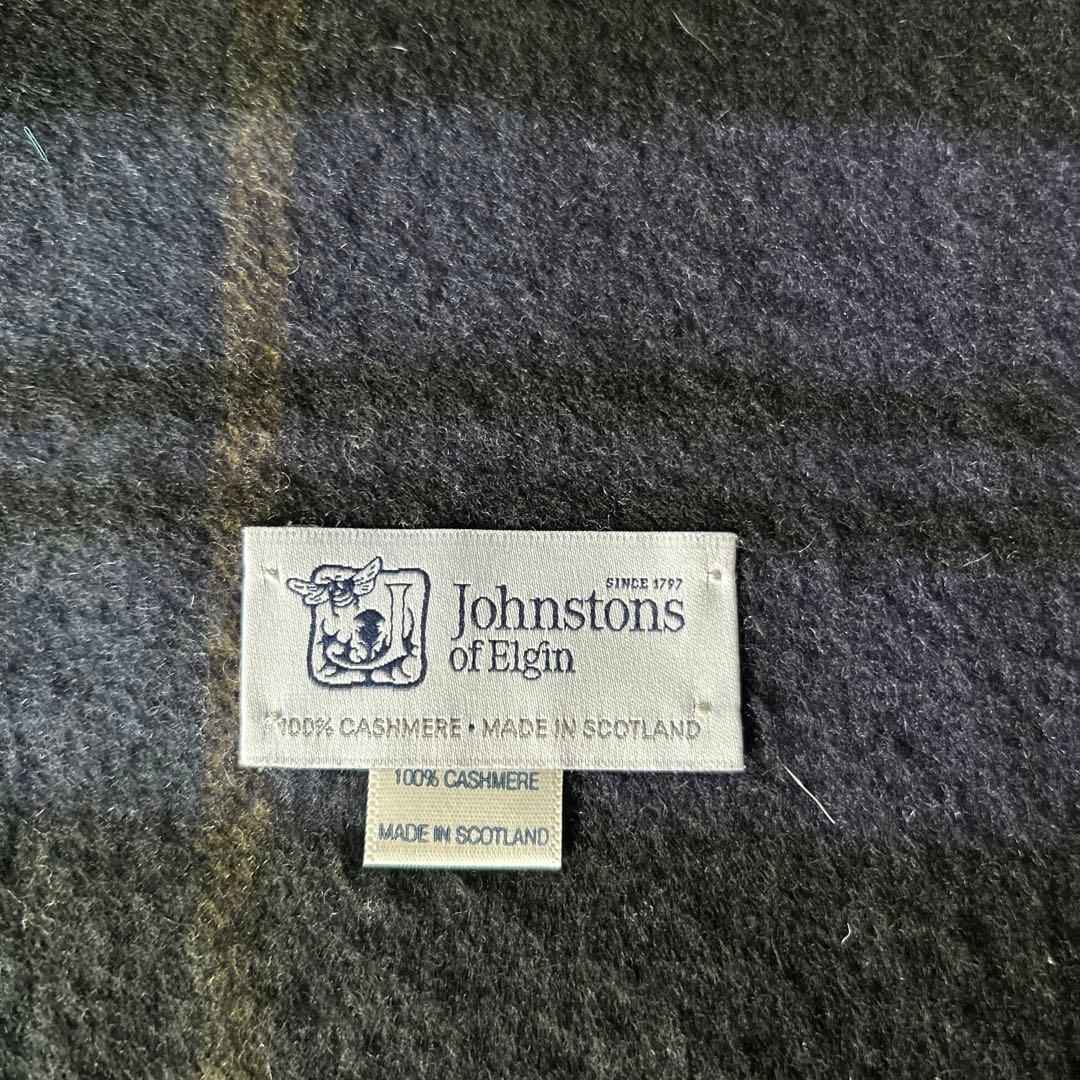 SINCE 1797
Johnstons
of Elgin
100% CASHMERE • MADE IN SCOTLAND
100% CASHMERE
MADE IN SCOTLAND